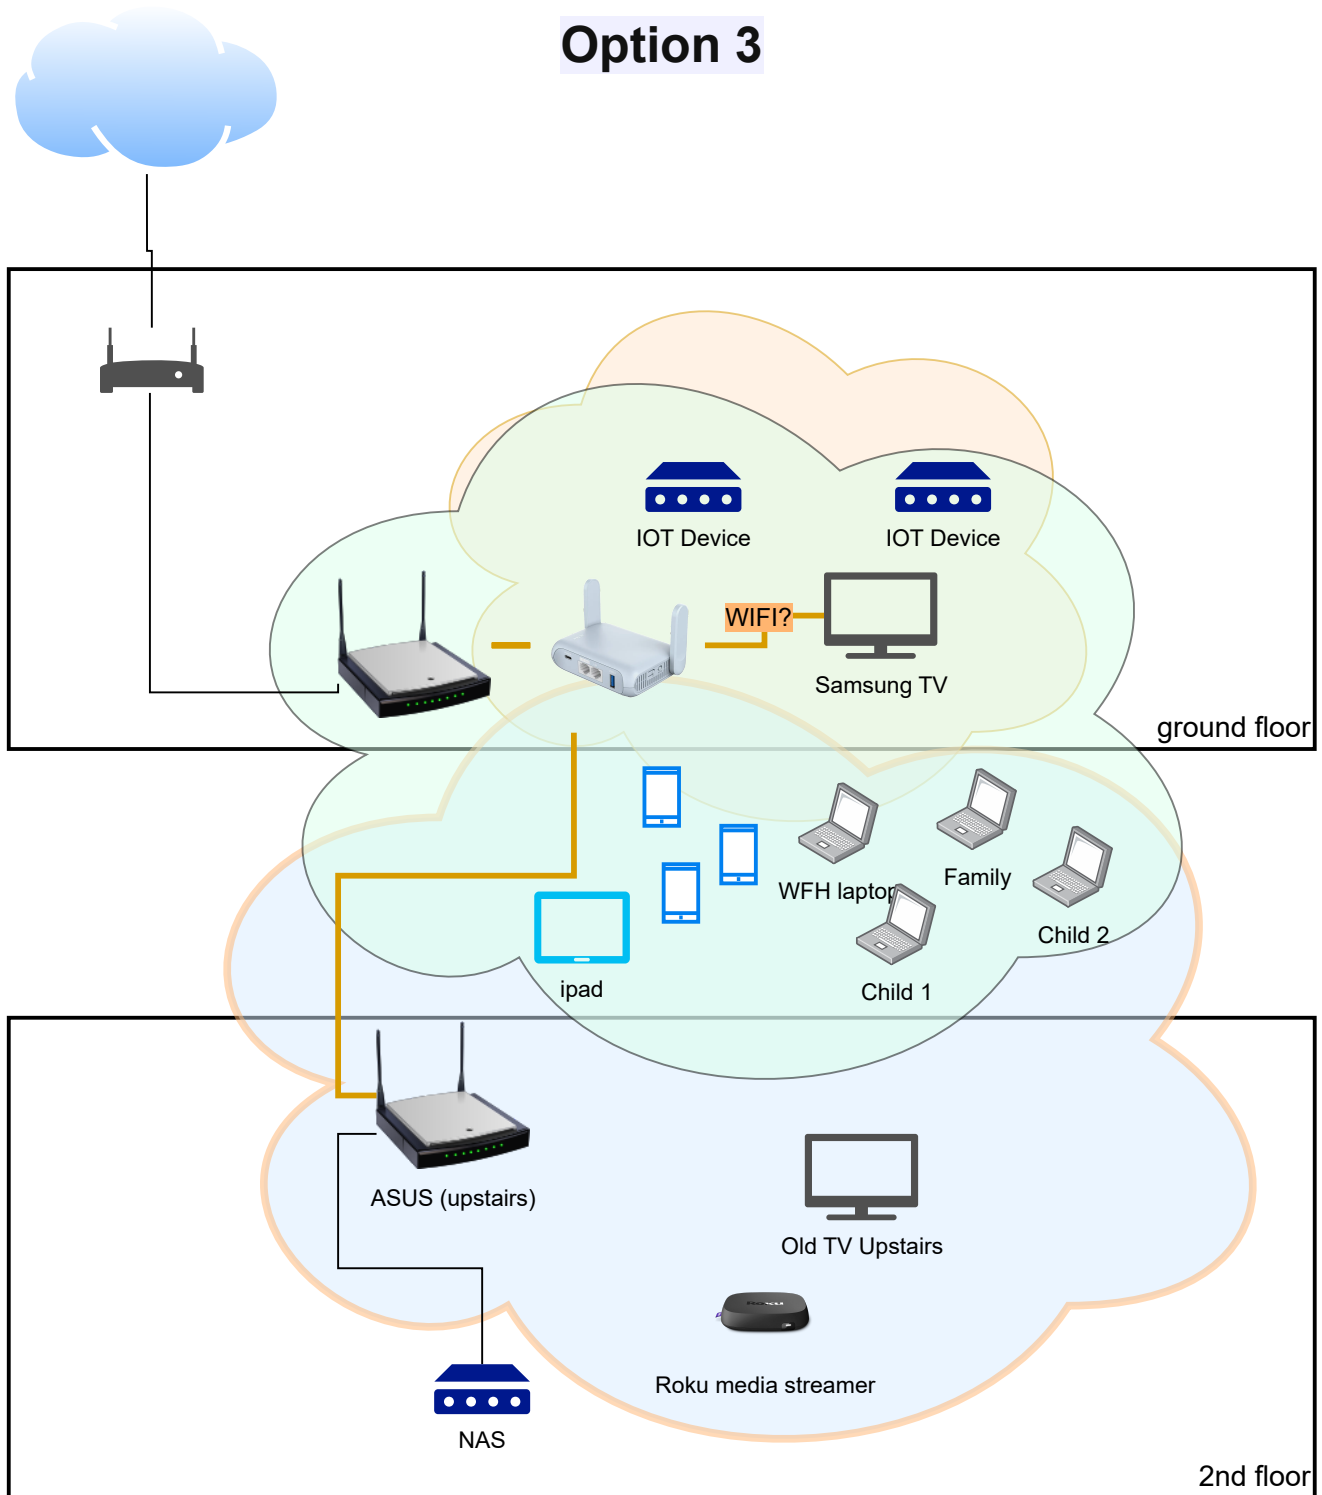 Option 3
IOT Device
IOT Device
WIFI?
Samsung TV
ground floor
WFH laptop
Family
Child 2
ipad
Child 1
ASUS (upstairs)
Old TV Upstairs
ROKU
Roku media streamer
NAS
2nd floor